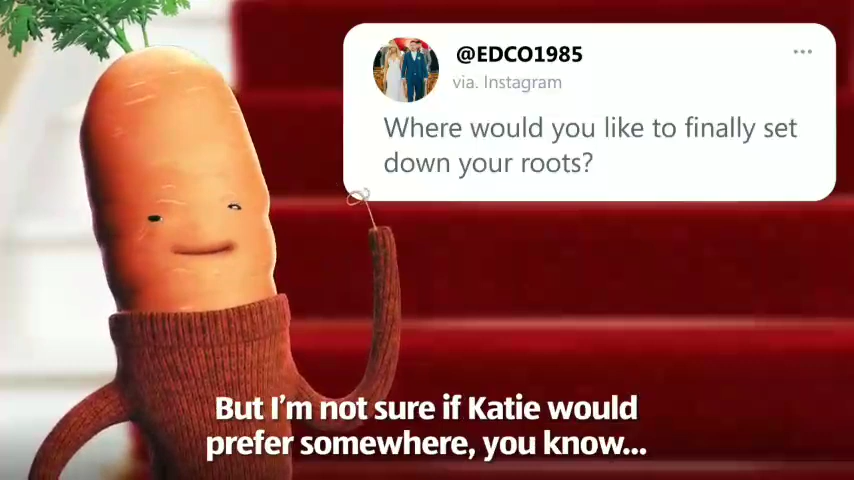 @EDCO1985
via. Instagram
Where would you like to finally set
down your roots?
But I'm not sure if Katie would
prefer somewhere, you know...